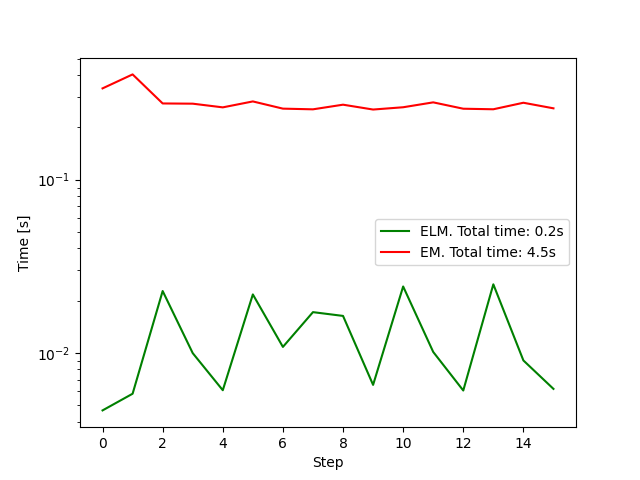 10⁻¹
10⁻²
Time [s]
ELM. Total time: 0.2s
EM. Total time: 4.5s
0 2 4 6 8 10 12 14
Step